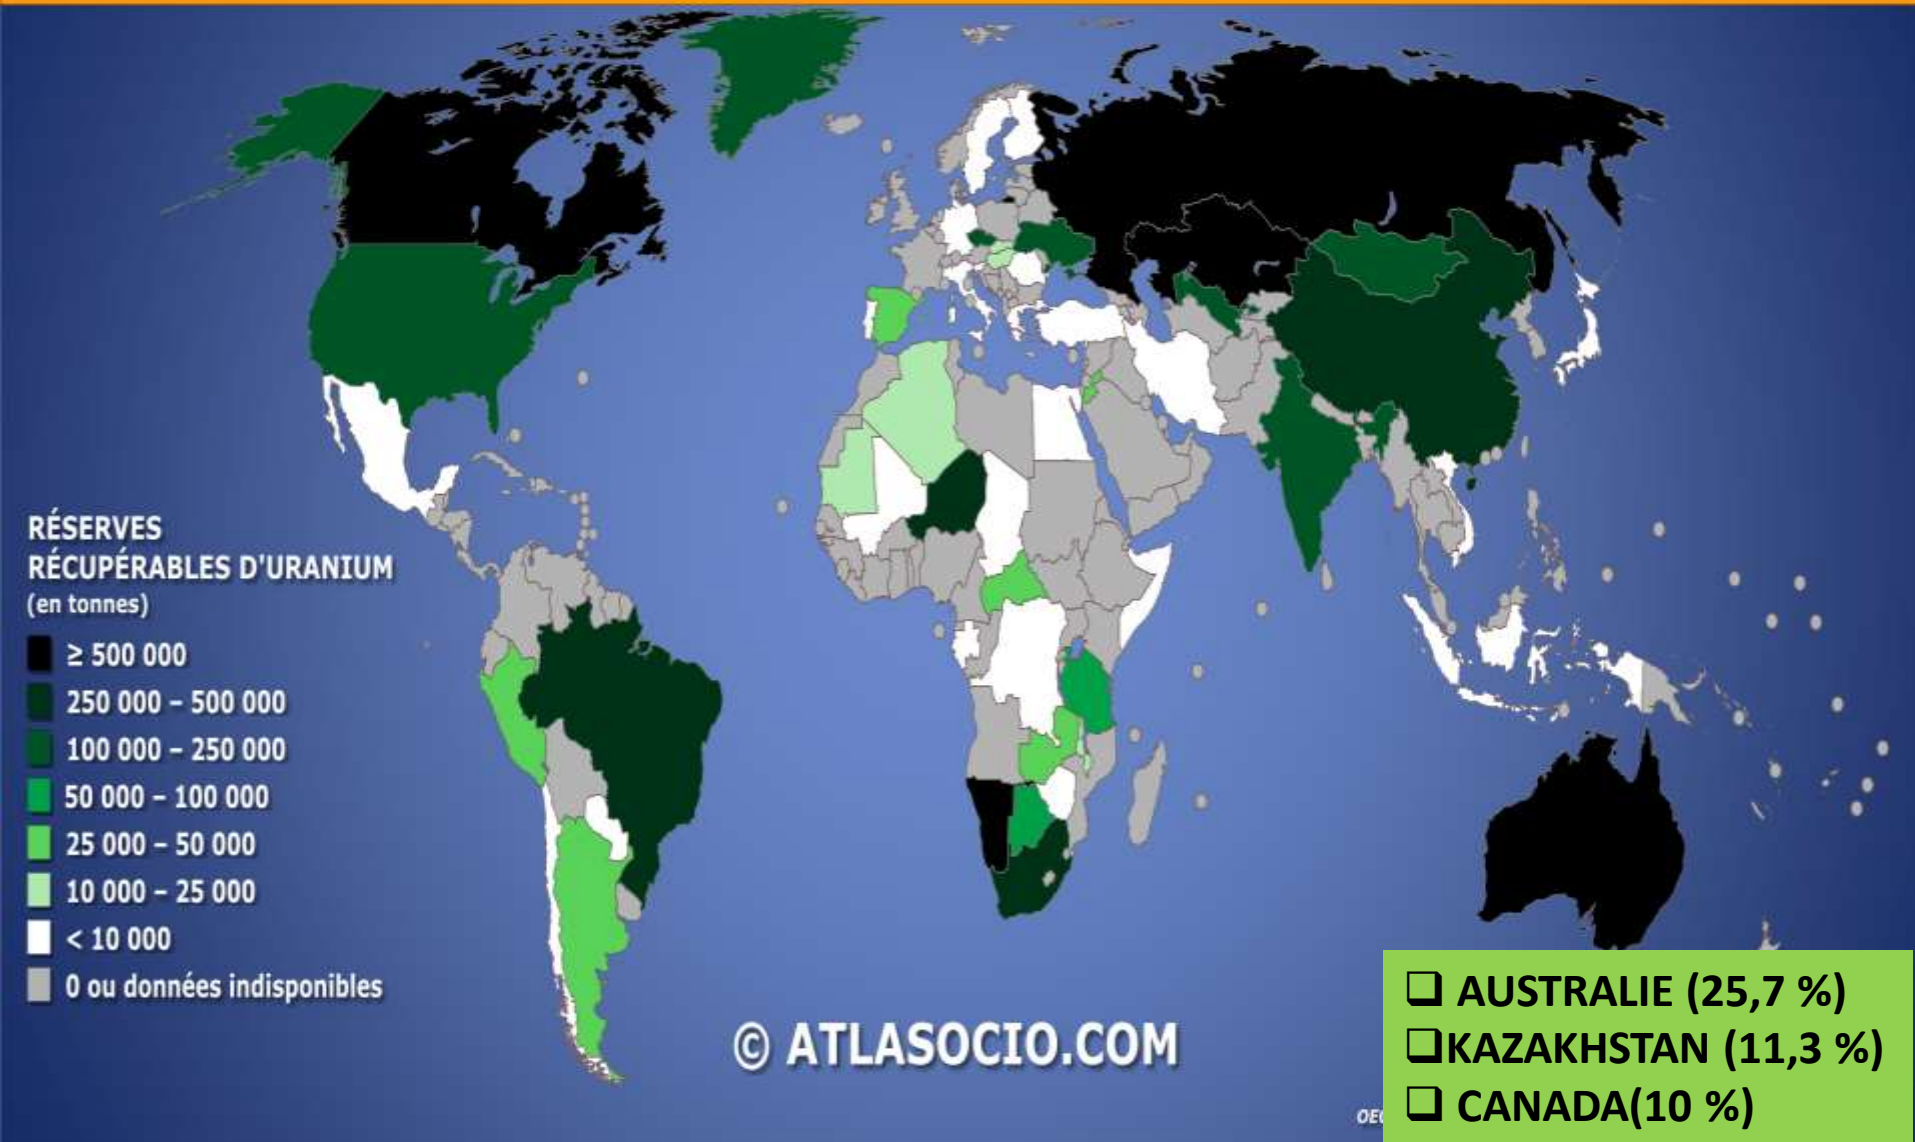 RÉSERVES
RÉCUPÉRABLES D'URANIUM
(en tonnes)
≥ 500 000
250 000 – 500 000
100 000 – 250 000
50 000 – 100 000
25 000 – 50 000
10 000 – 25 000
< 10 000
0 ou données indisponibles
© ATLASOCIO.COM
❑ AUSTRALIE (25,7 %)
❑KAZAKHSTAN (11,3 %)
❑ CANADA(10 %)